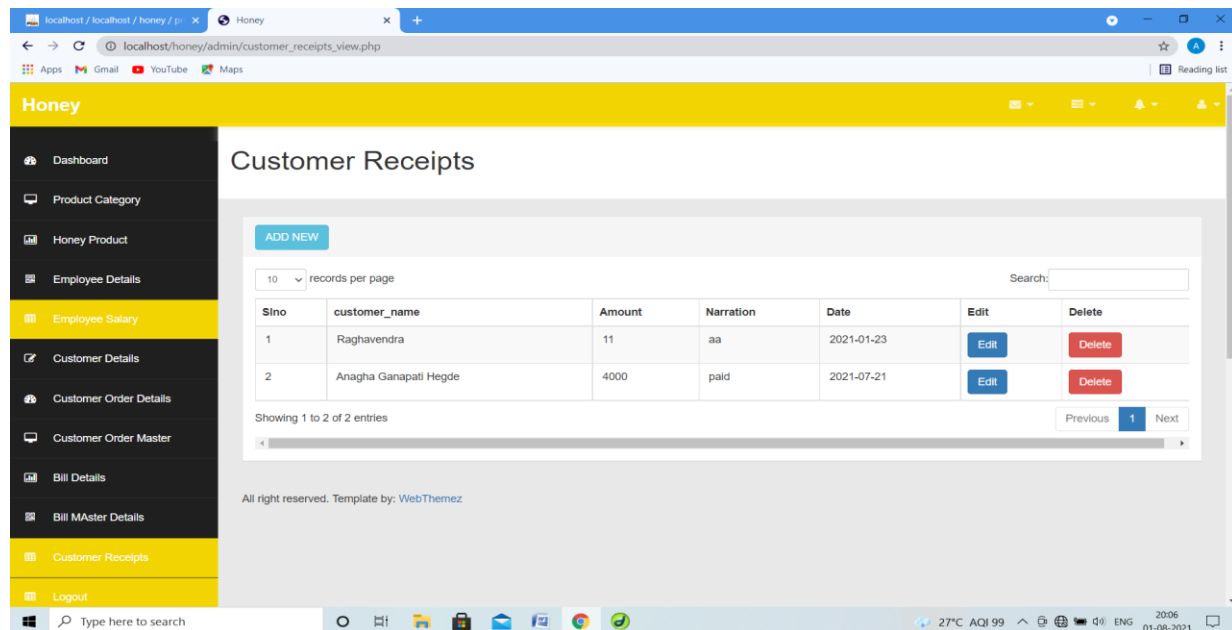 localhost / localhost / honey / p
Honey
localhost/honey/admin/customer_receipts_view.php
A
Apps Gmail YouTube Maps
Reading list
Honey
Dashboard
Product Category
Honey Product
Employee Details
Employee Salary
Customer Details
Customer Order Details
Customer Order Master
Bill Details
Bill MAster Details
Customer Receipts
Logout
Customer Receipts
ADD NEW
10 records per page
Search:
Slno customer_name Amount Narration Date Edit Delete
1 Raghavendra 11 aa 2021-01-23 Edit Delete
2 Anagha Ganapati Hegde 4000 paid 2021-07-21 Edit Delete
Showing 1 to 2 of 2 entries
Previous 1 Next
All right reserved. Template by: WebThemez
Type here to search
27°C AQI 99
ENG
20:06
01-08-2021